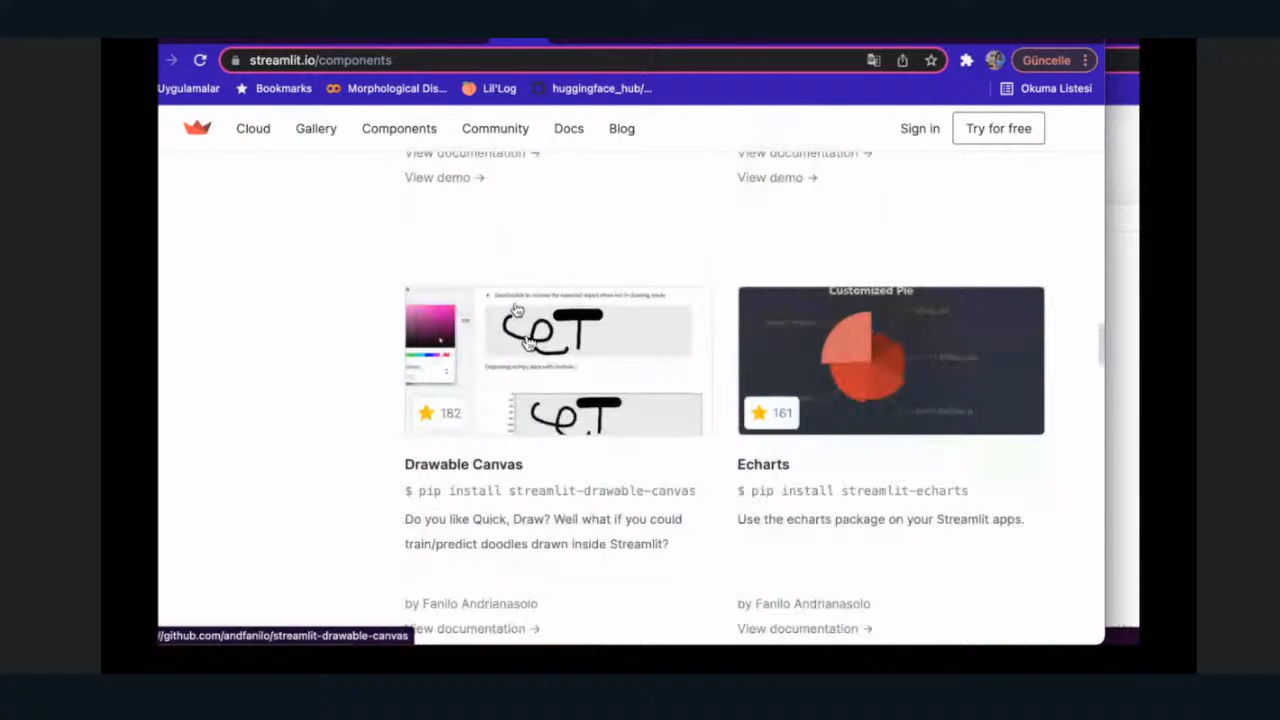 streamlit.io/components
Güncelle
Uygulamalar
Bookmarks
Morphological Dis...
Lil'Log
huggingface_hub/...
Okuma Listesi
Cloud
Gallery
Components
Community
Docs
Blog
Sign in
Try for free
View documentation →
View documentation →
View demo →
View demo →
Customized Pie
182
161
Drawable Canvas
Echarts
$ pip install streamlit-drawable-canvas
$ pip install streamlit-echarts
Do you like Quick, Draw? Well what if you could
train/predict doodles drawn inside Streamlit?
Use the echarts package on your Streamlit apps.
by Fanilo Andrianasolo
by Fanilo Andrianasolo
View documentation →
View documentation →
//github.com/andfanilo/streamlit-drawable-canvas